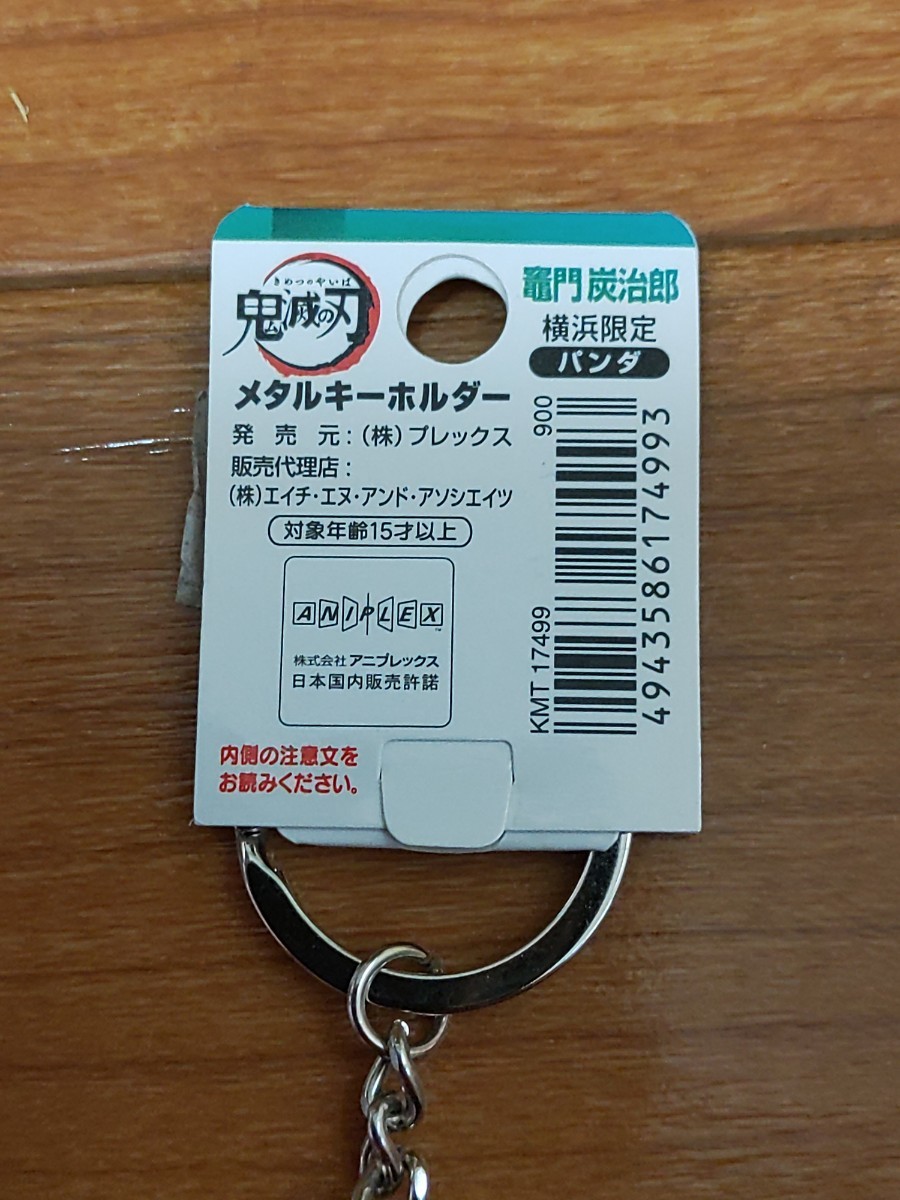 きめつのやいば
鬼滅の刃
竈門 炭治郎
横浜限定
パンダ
メタルキーホルダー
発売元：（株）プレックス
販売代理店：
（株）エイチ・エヌ・アンド・アソシエイツ
対象年齢15才以上
ANIPLEX
TM
株式会社 アニプレックス
日本国内販売許諾
内側の注意文を
お読みください。
900
KMT 17499
4943586174993